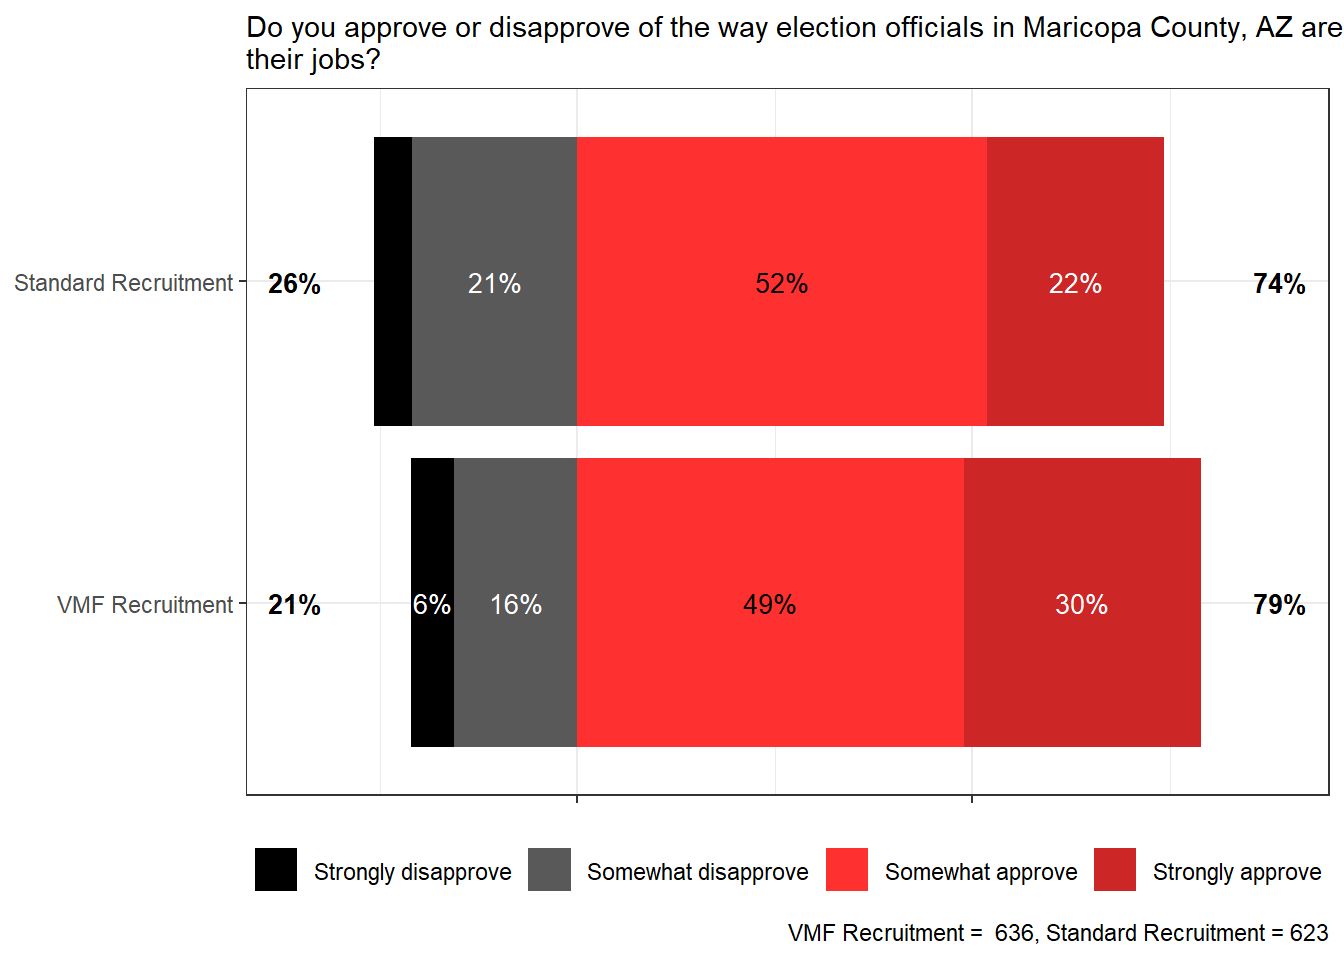 Do you approve or disapprove of the way election officials in Maricopa County, AZ are
their jobs?
Standard Recruitment
26%
21%
52%
22%
74%
VMF Recruitment
21%
6%
16%
49%
30%
79%
Strongly disapprove
Somewhat disapprove
Somewhat approve
Strongly approve
VMF Recruitment =  636, Standard Recruitment = 623